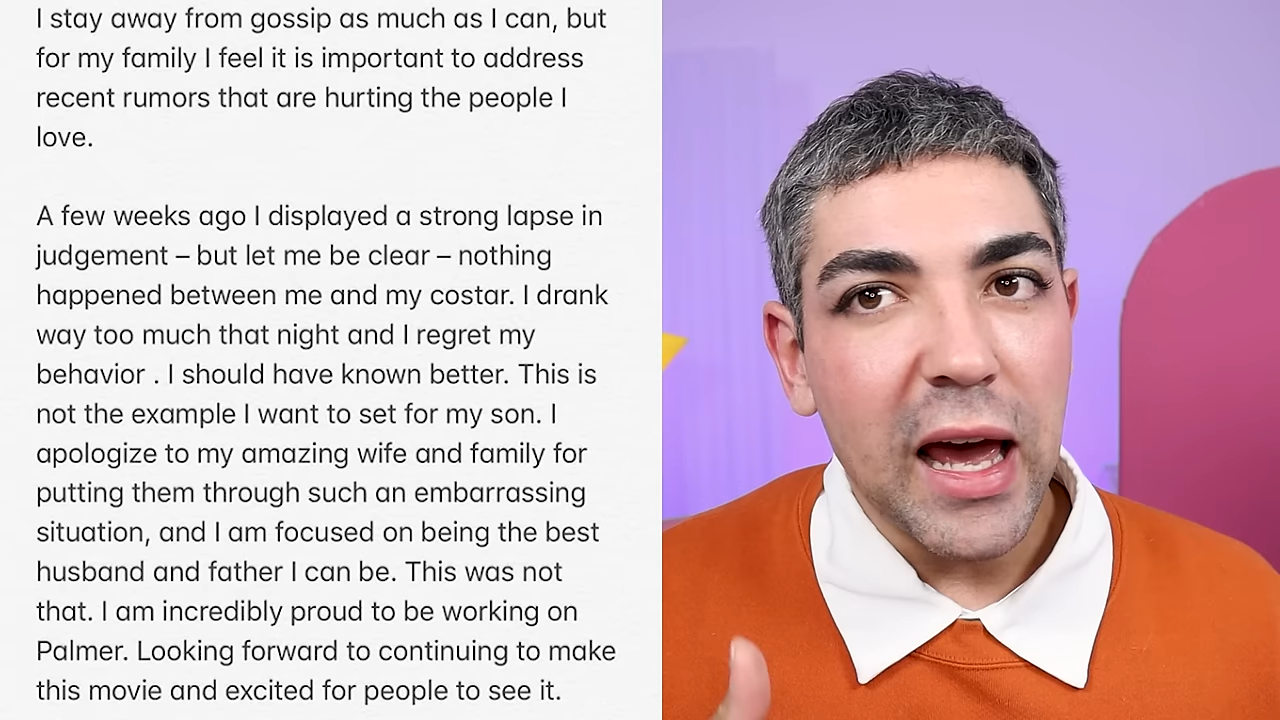 I stay away from gossip as much as I can, but
for my family I feel it is important to address
recent rumors that are hurting the people I
love.
A few weeks ago I displayed a strong lapse in
judgement – but let me be clear – nothing
happened between me and my costar. I drank
way too much that night and I regret my
behavior . I should have known better. This is
not the example I want to set for my son. I
apologize to my amazing wife and family for
putting them through such an embarrassing
situation, and I am focused on being the best
husband and father I can be. This was not
that. I am incredibly proud to be working on
Palmer. Looking forward to continuing to make
this movie and excited for people to see it.